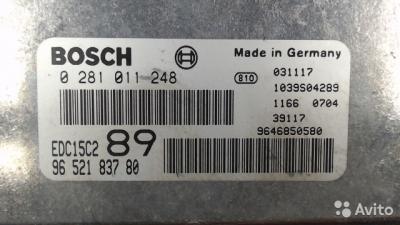 BOSCH
Made in Germany
0 281 011 248
810
031117
1039S04289
1166 0704
39117
9646850580
EDC15C2
89
96 521 837 80
Avito